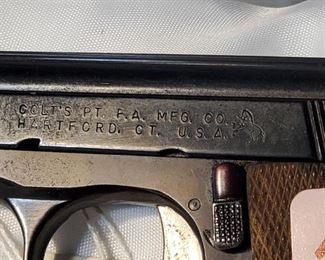 COLT'S PT. F.A. MFG. CO.
HARTFORD, CT. U.S.A.